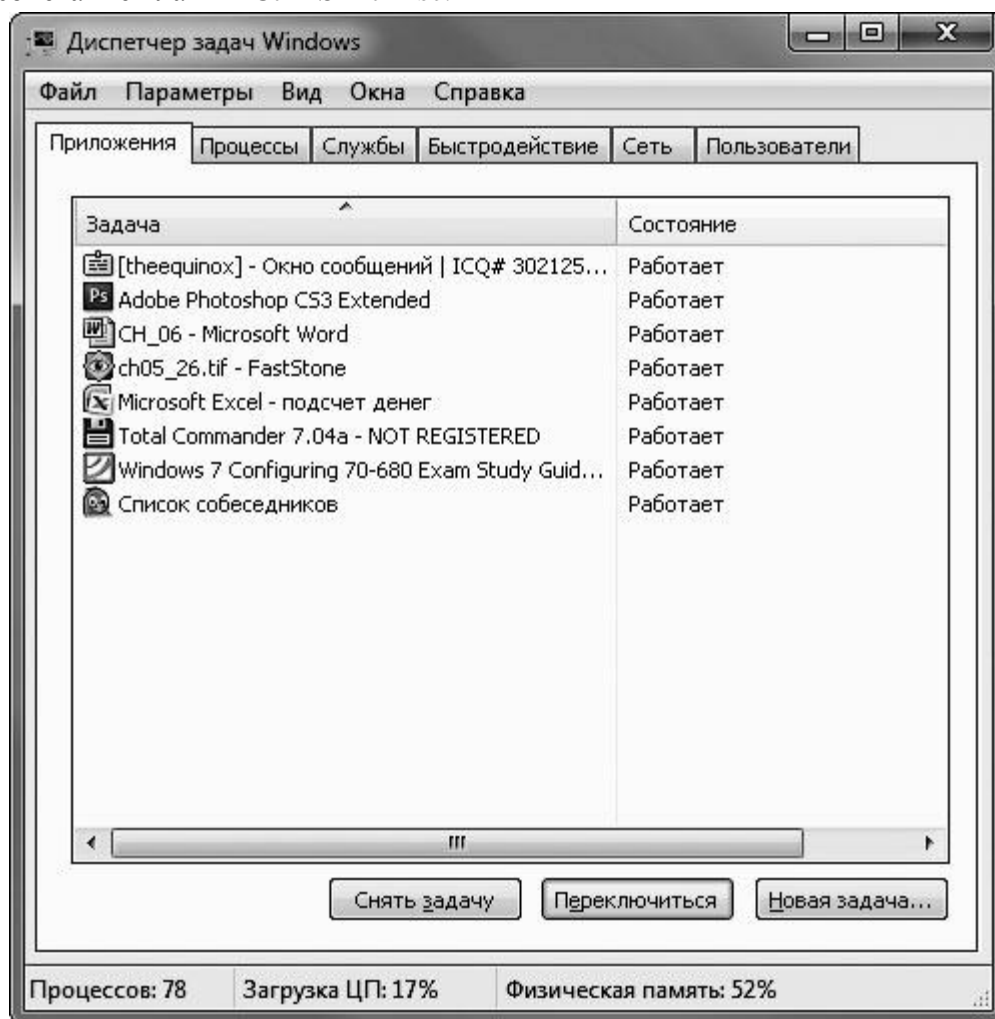 Диспетчер задач Windows
Файл Параметры Вид Окна Справка
Приложения Процессы Службы Быстродействие Сеть Пользователи
Задача Состояние
[theequinox] - Окно сообщений | ICQ# 302125... Работает
Ps Adobe Photoshop CS3 Extended Работает
CH_06 - Microsoft Word Работает
ch05_26.tif - FastStone Работает
Microsoft Excel - подсчет денег Работает
Total Commander 7.04a - NOT REGISTERED Работает
Windows 7 Configuring 70-680 Exam Study Guid... Работает
Список собеседников Работает
Снять задачу Переключиться Новая задача...
Процессов: 78 Загрузка ЦП: 17% Физическая память: 52%